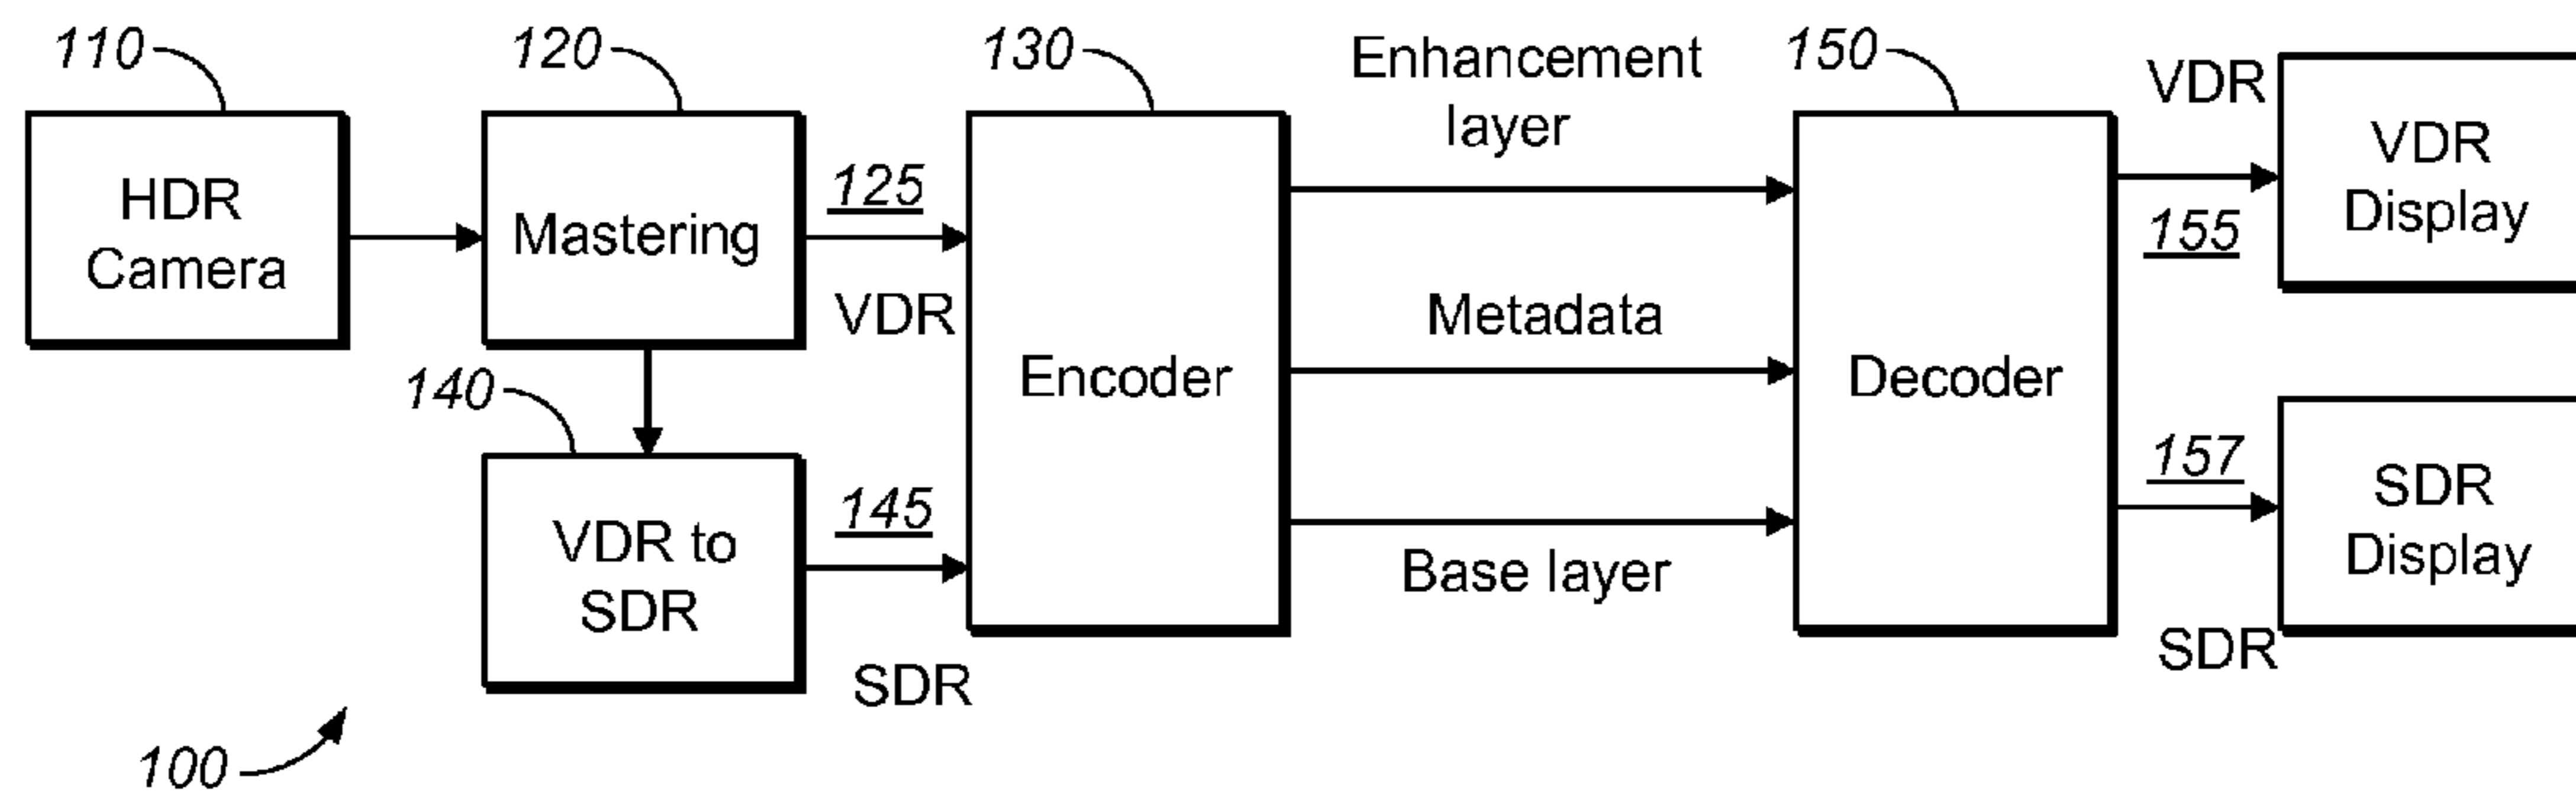 110
120
130
Enhancement
layer
150
VDR
HDR
Camera
Mastering
125
VDR
Encoder
Metadata
Decoder
155
VDR
Display
140
VDR to
SDR
145
SDR
Base layer
157
SDR
SDR
Display
100